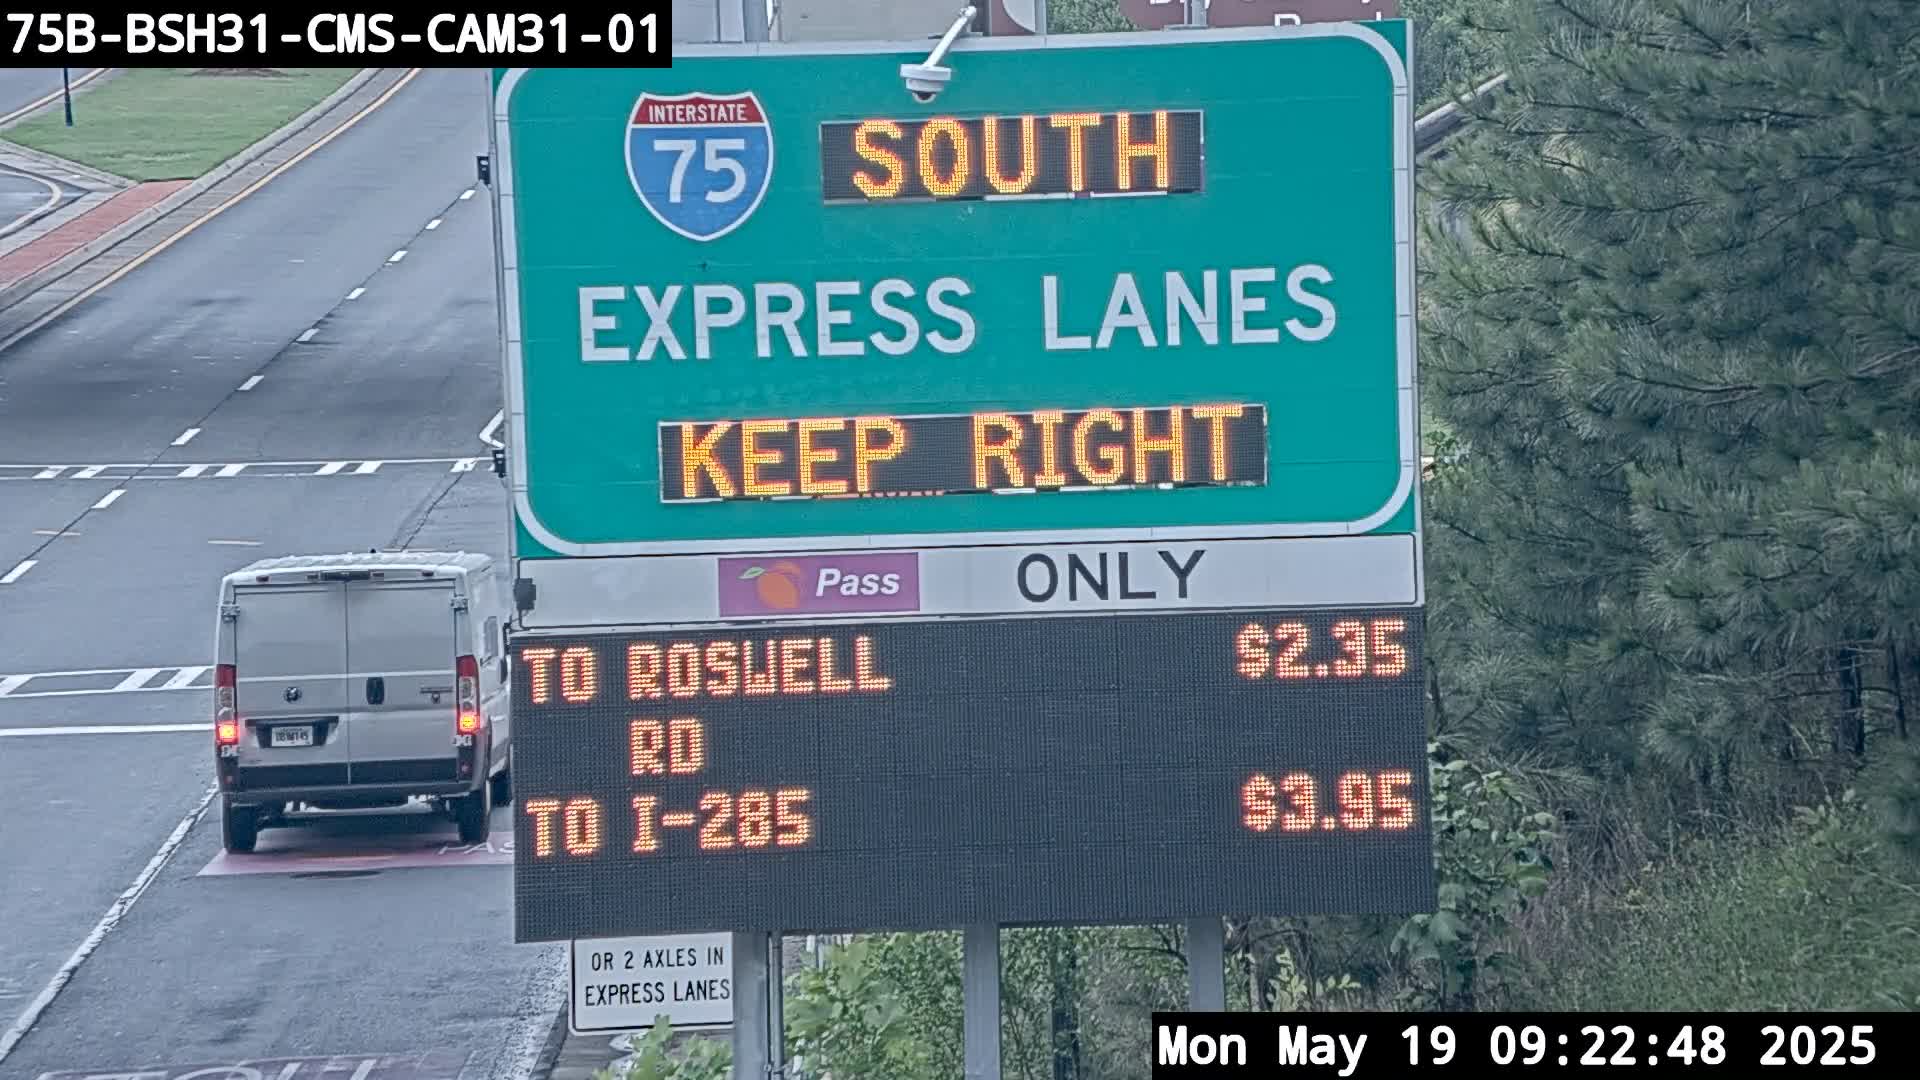 75B-BSH31-CMS-CAM31-01
INTERSTATE
75
SOUTH
EXPRESS LANES
KEEP RIGHT
Pass ONLY
TO ROSWELL $2.35
RD
TO I-285 $3.95
OR 2 AXLES IN
EXPRESS LANES
Mon May 19 09:22:48 2025